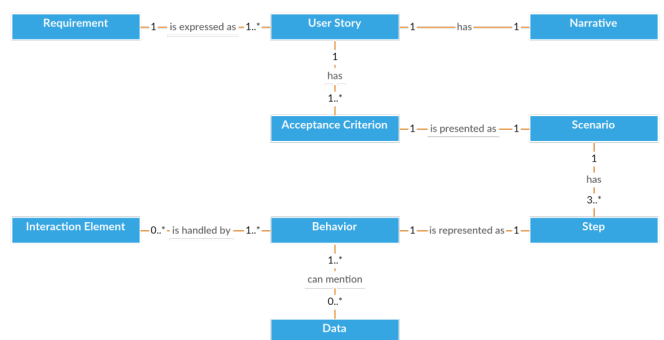 Requirement 1 is expressed as 1..* User Story 1 has 1 Narrative
1
has
1..*
Acceptance Criterion 1 is presented as 1 Scenario
1
has
3..*
Interaction Element 0..* is handled by 1..* Behavior 1 is represented as 1 Step
1..*
can mention
0..*
Data